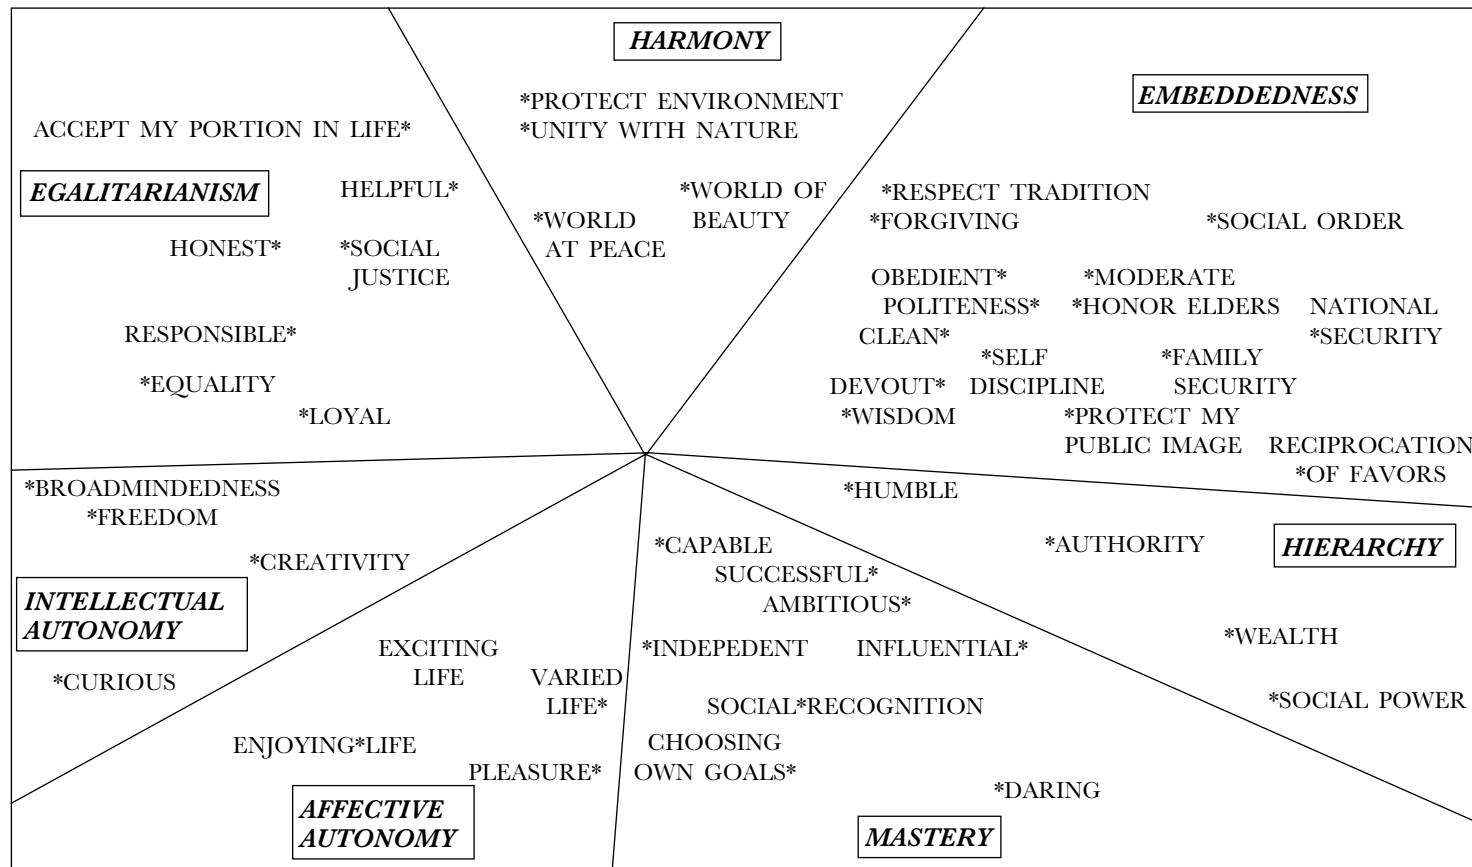 HARMONY
EMBEDDEDNESS
*PROTECT ENVIRONMENT
*UNITY WITH NATURE
ACCEPT MY PORTION IN LIFE*
EGALITARIANISM
HELPFUL*
HONEST*
*SOCIAL
JUSTICE
RESPONSIBLE*
*EQUALITY
*LOYAL
*WORLD OF
BEAUTY
*WORLD
AT PEACE
*RESPECT TRADITION
*FORGIVING
*SOCIAL ORDER
OBEDIENT*
*MODERATE
POLITENESS*
*HONOR ELDERS
NATIONAL
*SECURITY
CLEAN*
*SELF
DISCIPLINE
*FAMILY
SECURITY
DEVOUT*
*WISDOM
*PROTECT MY
PUBLIC IMAGE
RECIPROCATION
*OF FAVORS
*BROADMINDEDNESS
*FREEDOM
*CREATIVITY
INTELLECTUAL
AUTONOMY
*CURIOUS
EXCITING
LIFE
VARIED
LIFE*
ENJOYING*LIFE
PLEASURE*
AFFECTIVE
AUTONOMY
*CAPABLE
SUCCESSFUL*
AMBITIOUS*
*INDEPEDENT
INFLUENTIAL*
SOCIAL*RECOGNITION
CHOOSING
OWN GOALS*
*DARING
MASTERY
*HUMBLE
*AUTHORITY
HIERARCHY
*WEALTH
*SOCIAL POWER